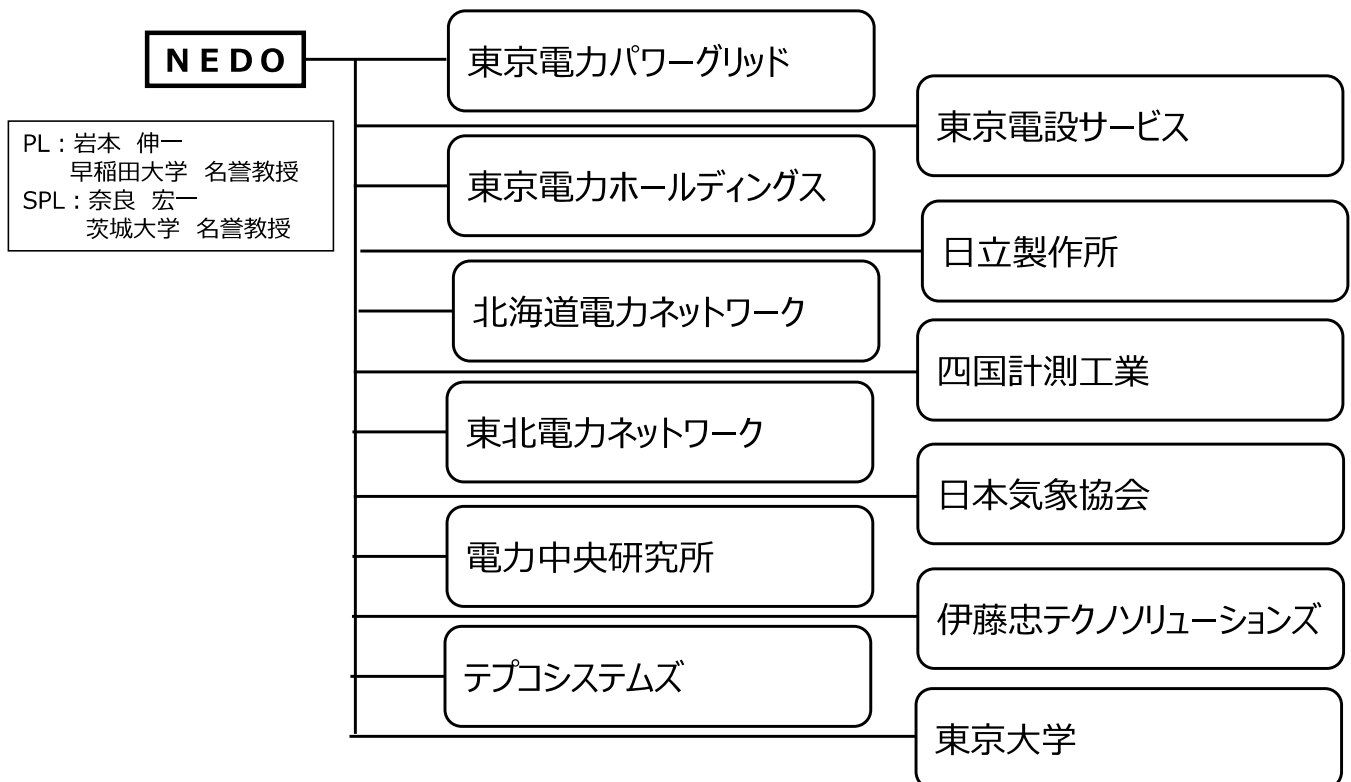 NEDO
東京電力パワーグリッド
東京電設サービス
PL：岩本　伸一
早稲田大学　名誉教授
SPL：奈良　宏一
茨城大学　名誉教授
東京電力ホールディングス
日立製作所
北海道電力ネットワーク
四国計測工業
東北電力ネットワーク
日本気象協会
電力中央研究所
伊藤忠テクノソリューションズ
テプコシステムズ
東京大学